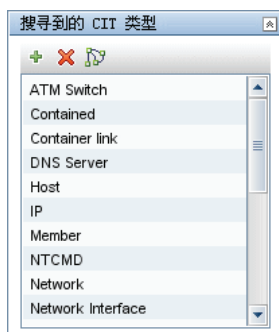 搜寻到的 CIT 类型
ATM Switch
Contained
Container link
DNS Server
Host
IP
Member
NTCMD
Network
Network Interface